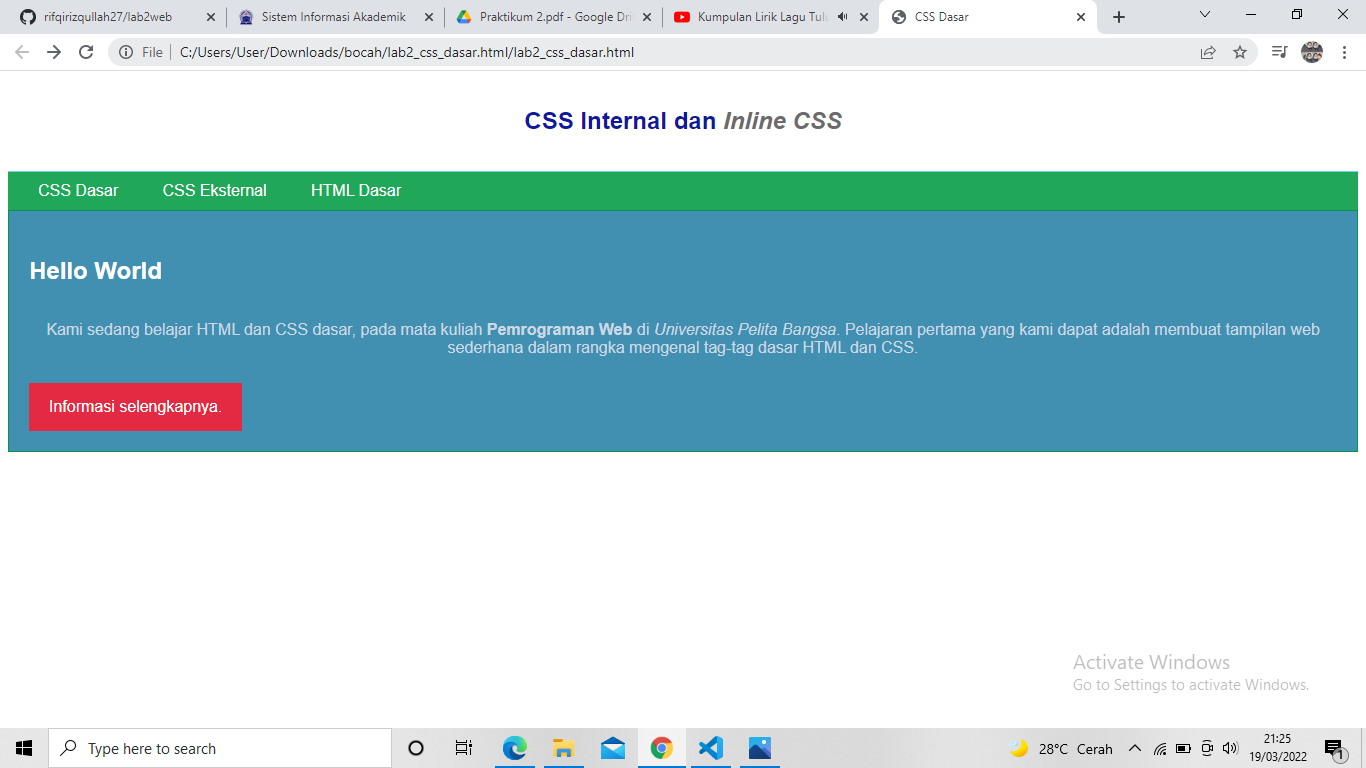 rifqirizqullah27/lab2web
Sistem Informasi Akademik
Praktikum 2.pdf - Google Dri
Kumpulan Lirik Lagu Tulu
CSS Dasar
File
C:/Users/User/Downloads/bocah/lab2_css_dasar.html/lab2_css_dasar.html
CSS Internal dan Inline CSS
CSS Dasar
CSS Eksternal
HTML Dasar
Hello World
Kami sedang belajar HTML dan CSS dasar, pada mata kuliah Pemrograman Web di Universitas Pelita Bangsa. Pelajaran pertama yang kami dapat adalah membuat tampilan web
sederhana dalam rangka mengenal tag-tag dasar HTML dan CSS.
Informasi selengkapnya.
Activate Windows
Go to Settings to activate Windows.
Type here to search
28°C Cerah
21:25
19/03/2022
1